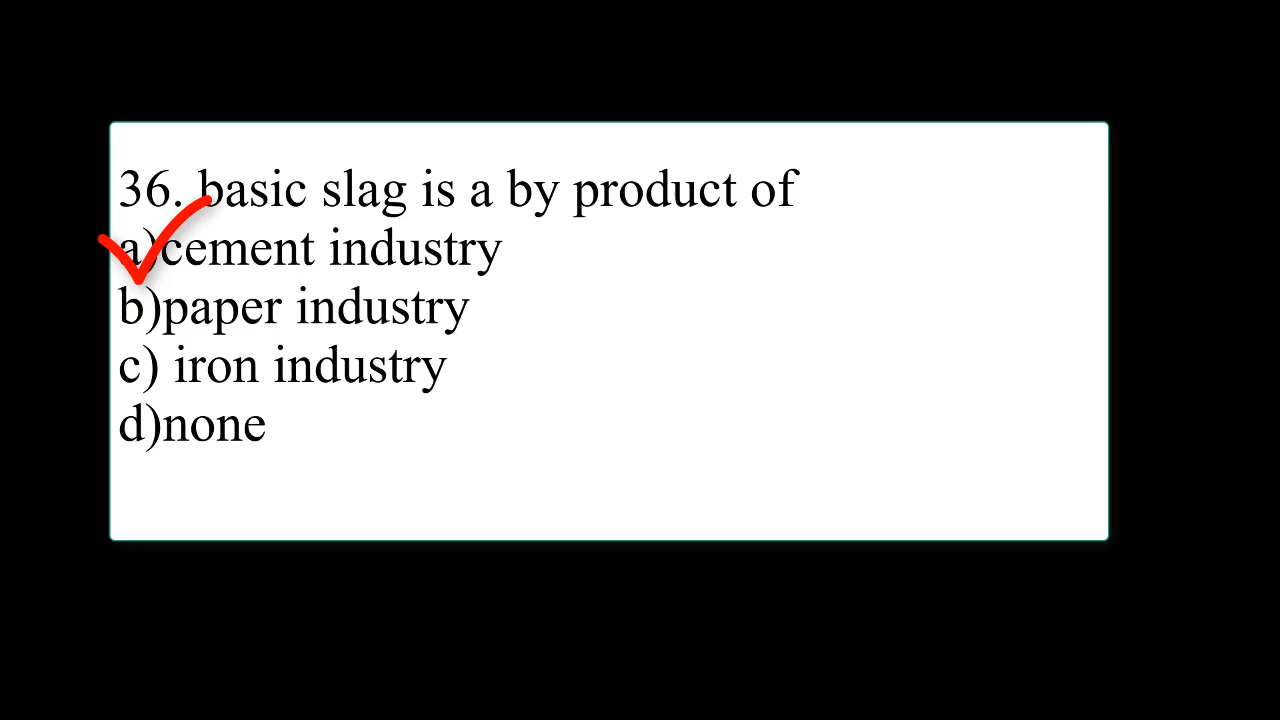 36. basic slag is a by product of
a)cement industry
b)paper industry
c) iron industry
d)none